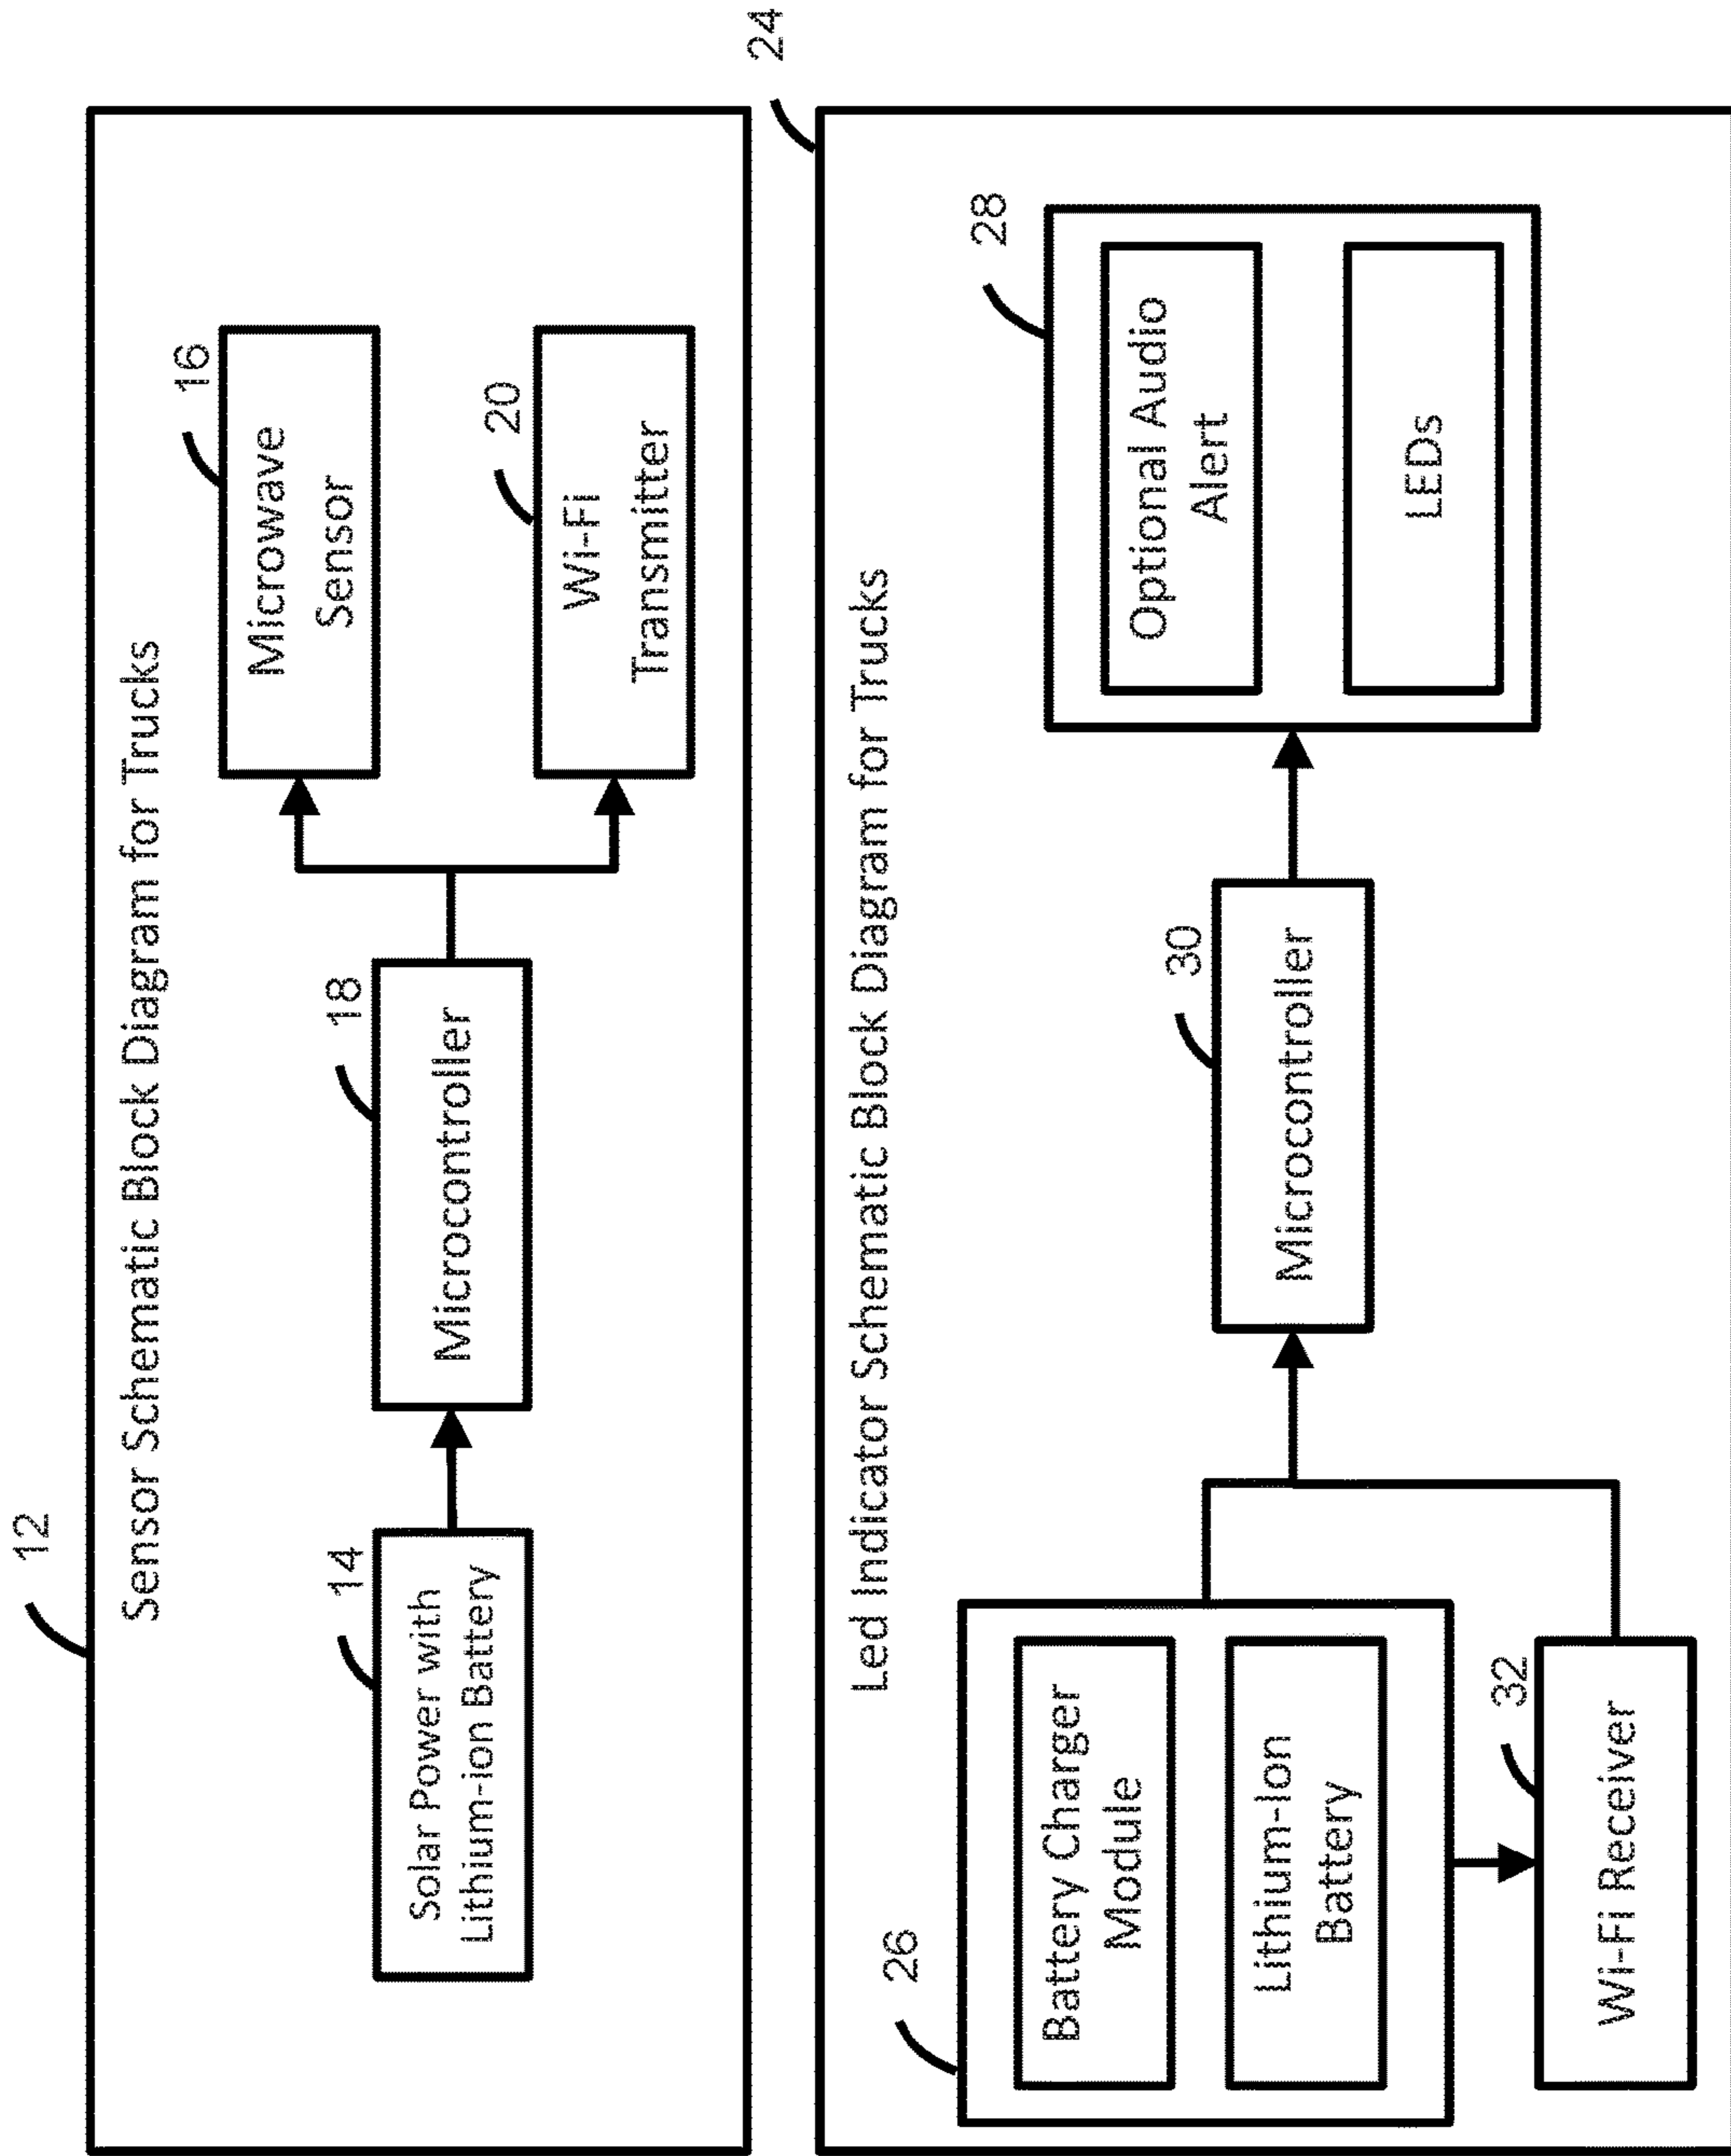 12
Sensor Schematic Block Diagram for Trucks
14
Solar Power with
Lithium-ion Battery
18
Microcontroller
16
Microwave
Sensor
20
Wi-Fi
Transmitter
24
Led Indicator Schematic Block Diagram for Trucks
26
Battery Charger
Module
Lithium-Ion
Battery
32
Wi-Fi Receiver
30
Microcontroller
28
Optional Audio
Alert
LEDs